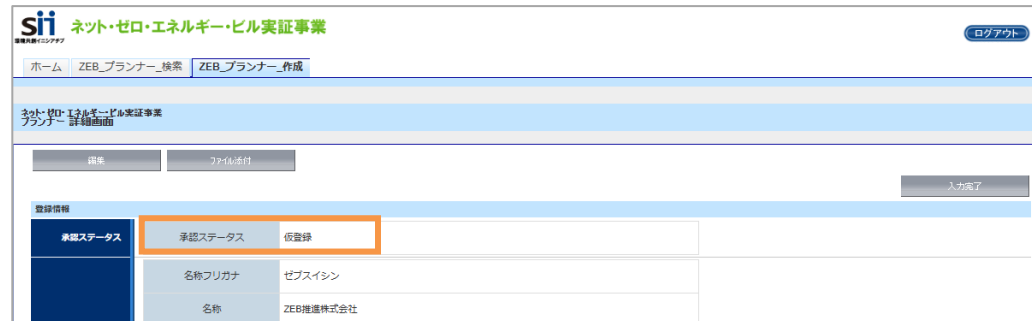 sii ネット・ゼロ・エネルギー・ビル実証事業
環境共創イニシアチブ
ログアウト
ホーム ZEB_プランナー_検索 ZEB_プランナー_作成
ネット・ゼロ・エネルギー・ビル実証事業
プランナー 詳細画面
編集 ファイル添付
入力完了
登録情報
承認ステータス 承認ステータス 仮登録
名称フリガナ ゼブスイシン
名称 ZEB推進株式会社